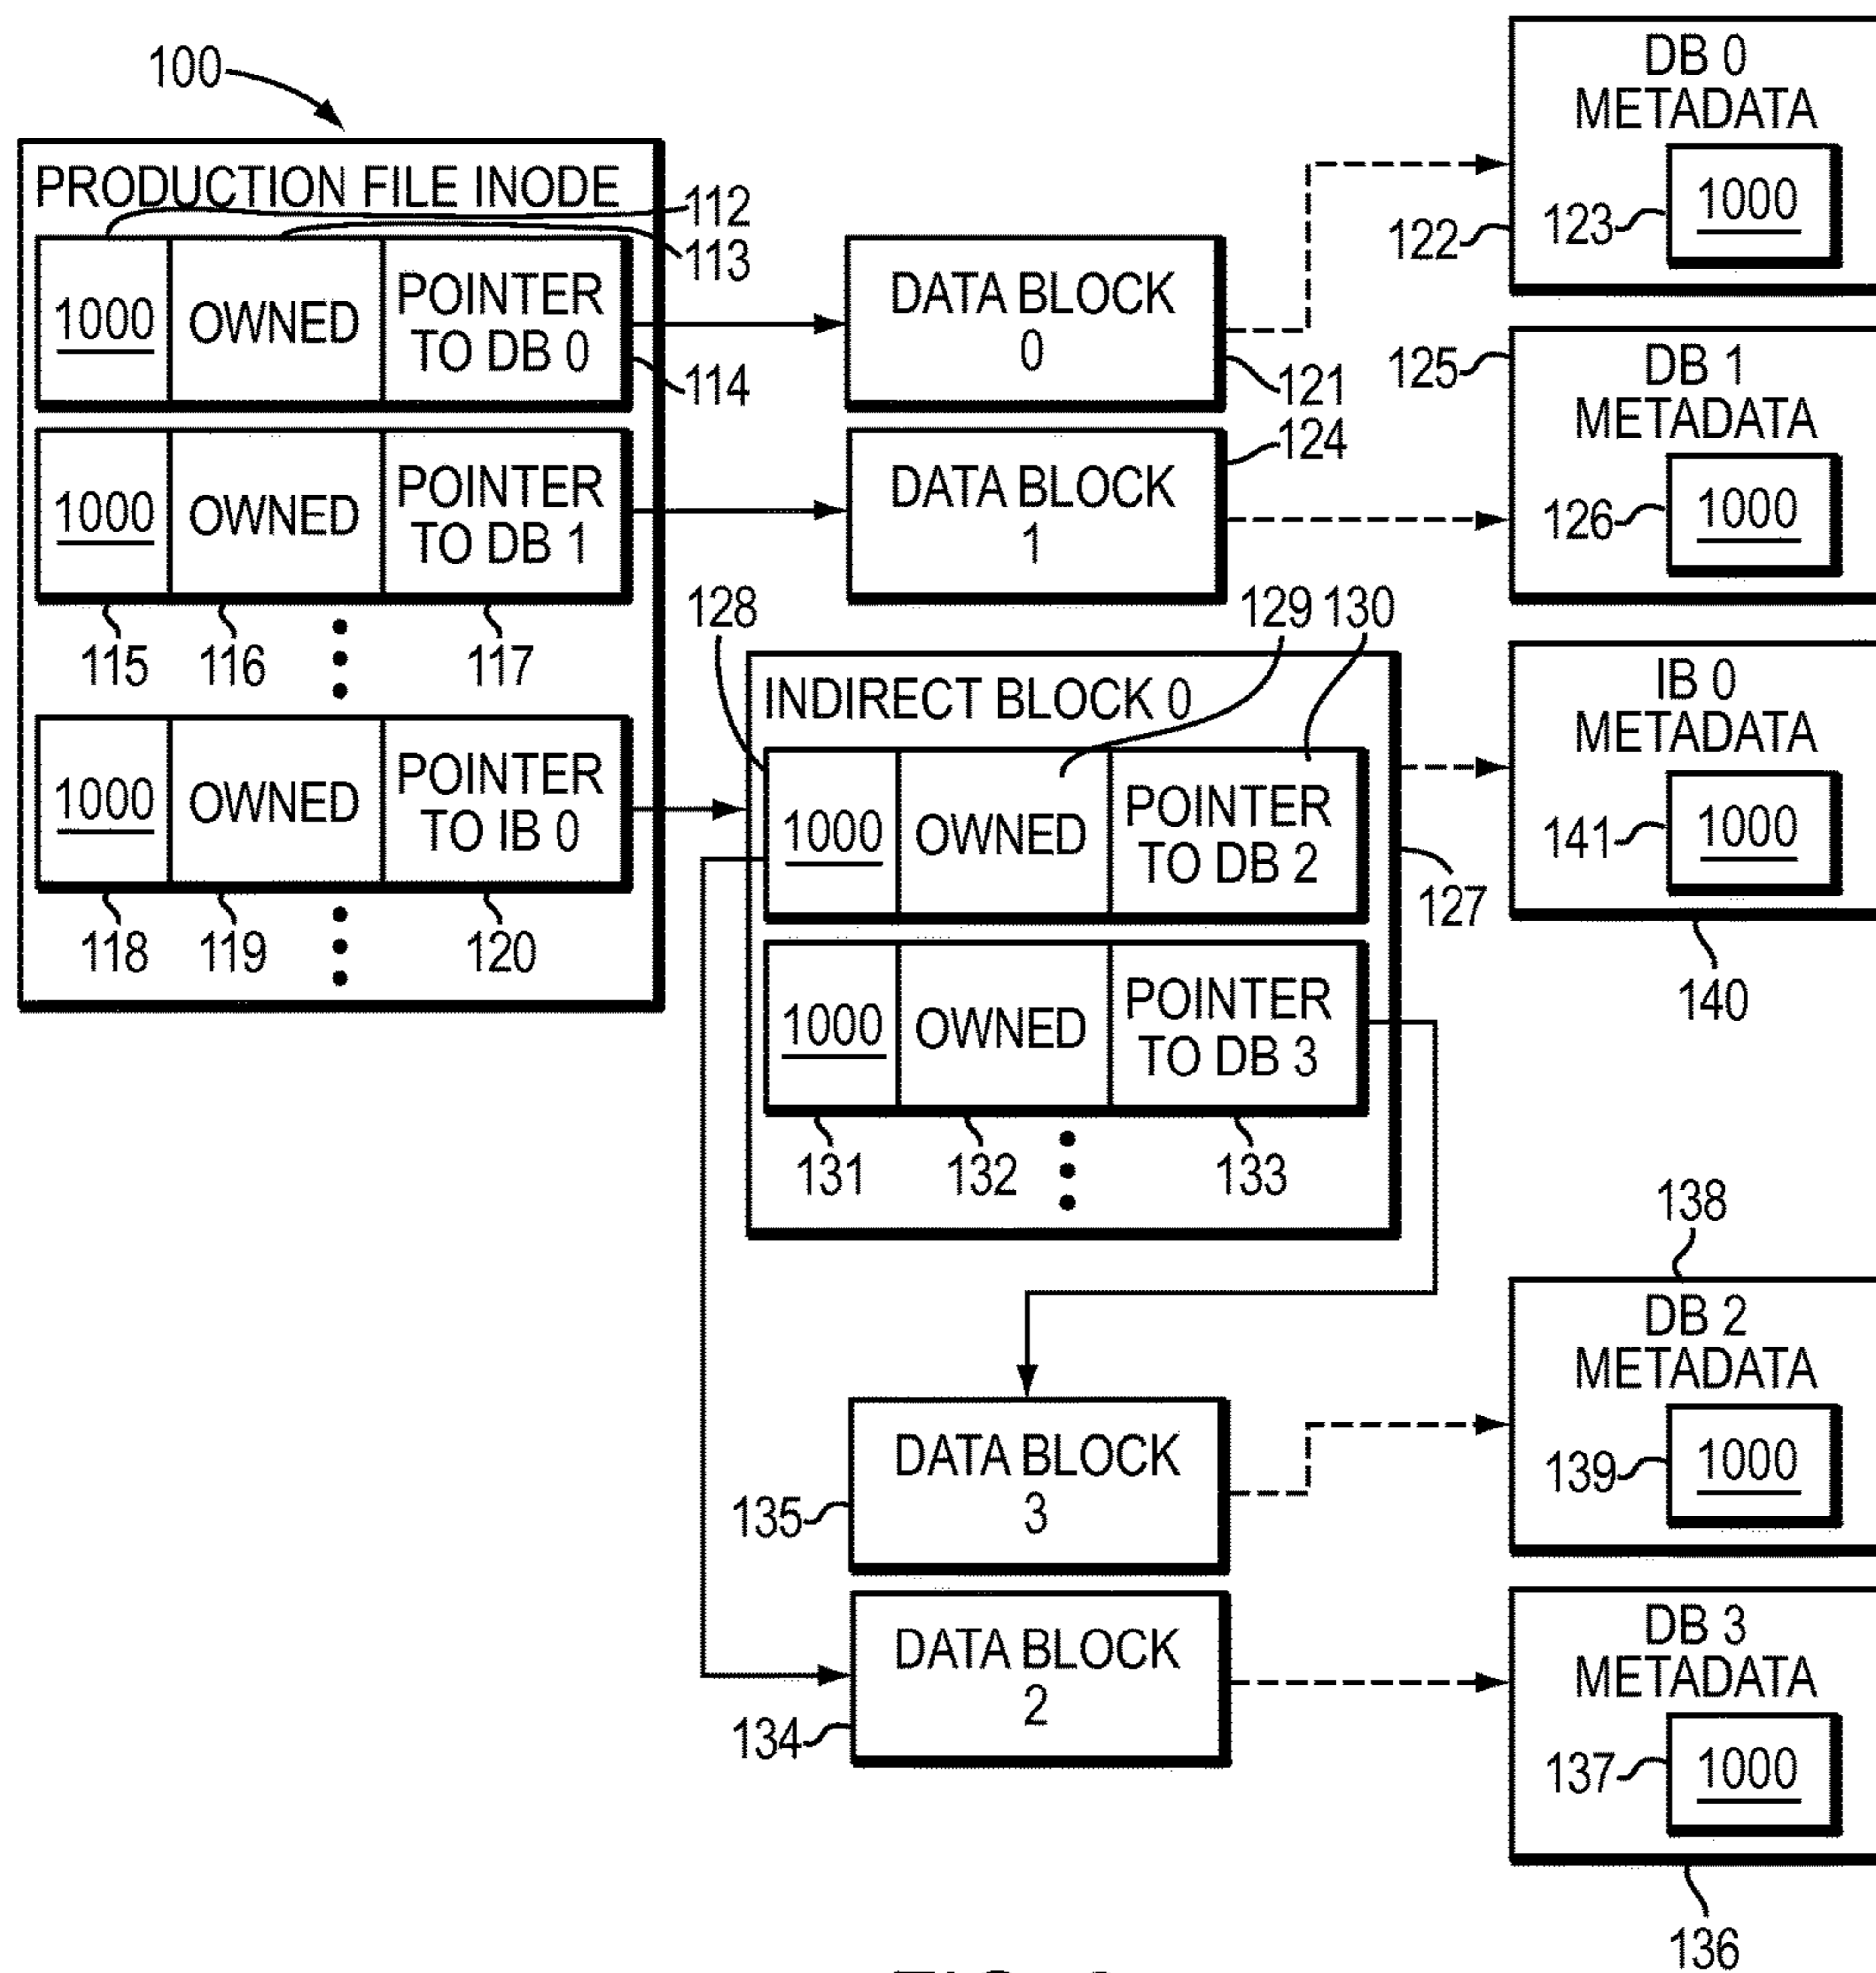 100
PRODUCTION FILE INODE
112
113
1000
OWNED
POINTER
TO DB 0
114
1000
OWNED
POINTER
TO DB 1
115
116
117
1000
OWNED
POINTER
TO IB 0
118
119
120
DATA BLOCK
0
121
DATA BLOCK
1
124
DB 0
METADATA
1000
122
123
DB 1
METADATA
1000
125
126
128
129
130
INDIRECT BLOCK 0
1000
OWNED
POINTER
TO DB 2
127
1000
OWNED
POINTER
TO DB 3
131
132
133
IB 0
METADATA
1000
141
140
DATA BLOCK
3
135
DATA BLOCK
2
134
138
DB 2
METADATA
1000
139
DB 3
METADATA
1000
137
136